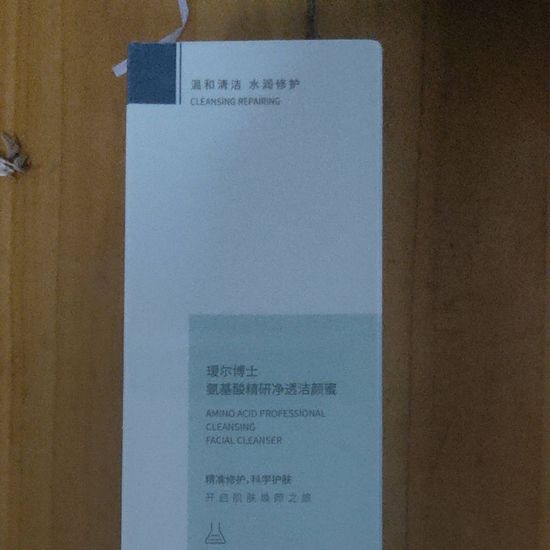 温和清洁 水润修护
CLEANSING REPAIRING
瑷尔博士
氨基酸精研净透洁颜蜜
AMINO ACID PROFESSIONAL
CLEANSING
FACIAL CLEANSER
精准修护,科学护肤
开启肌肤焕颜之旅